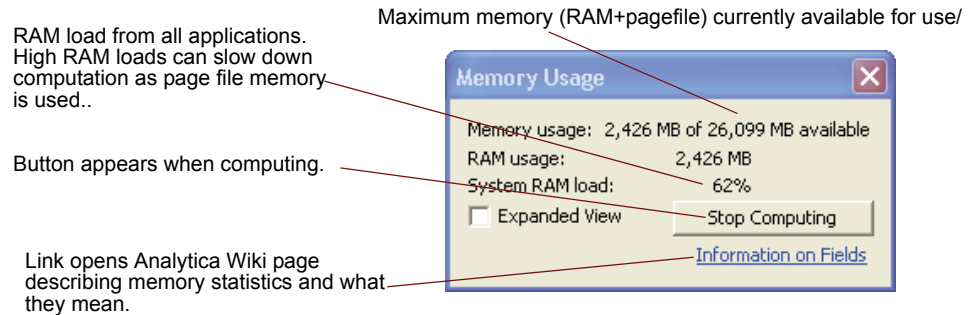 Maximum memory (RAM+pagefile) currently available for use/
RAM load from all applications.
High RAM loads can slow down
computation as page file memory
is used..
Button appears when computing.
Link opens Analytica Wiki page
describing memory statistics and what
they mean.
Memory Usage
Memory usage: 2,426 MB of 26,099 MB available
RAM usage: 2,426 MB
System RAM load: 62%
Expanded View Stop Computing
Information on Fields